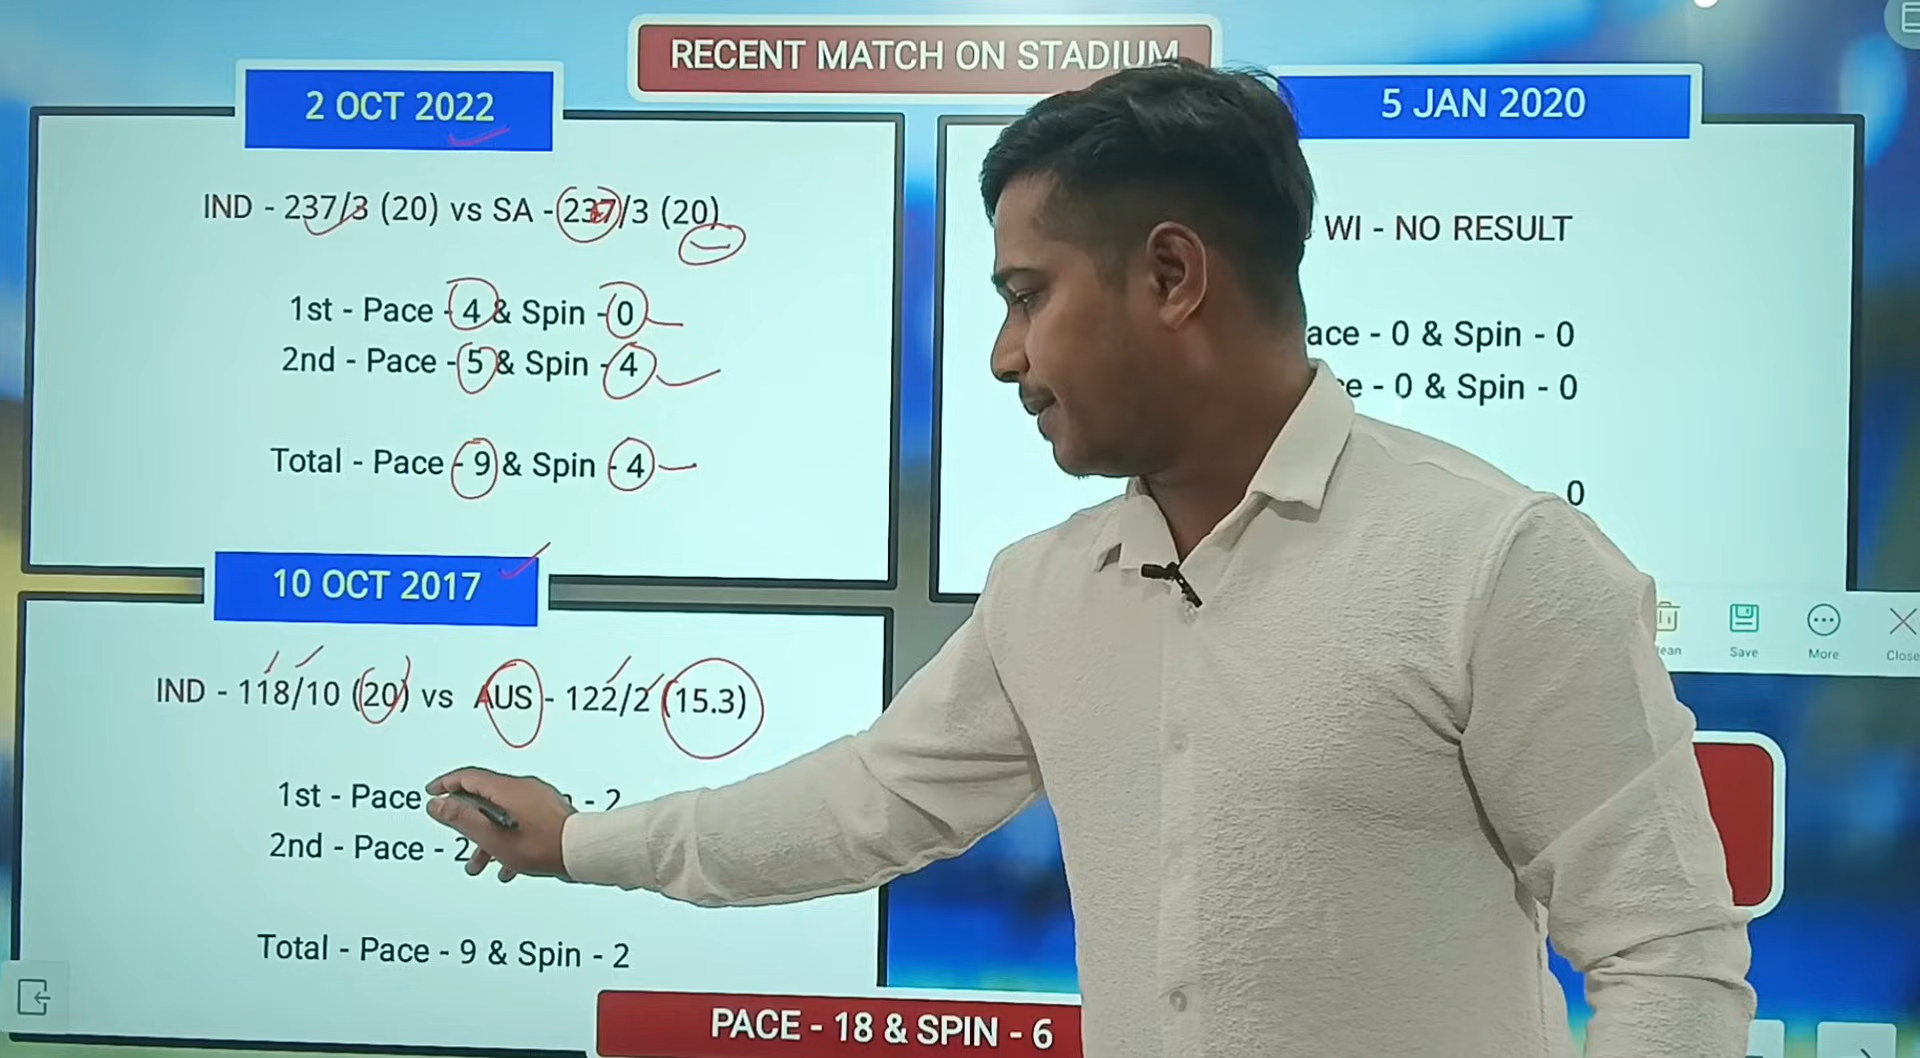 RECENT MATCH ON STADIUM
2 OCT 2022
IND - 237/3 (20) vs SA - 237/3 (20)
1st - Pace - 4 & Spin - 0
2nd - Pace - 5 & Spin - 4
Total - Pace - 9 & Spin - 4
5 JAN 2020
WI - NO RESULT
- 0 & Spin - 0
- 0 & Spin - 0
0
10 OCT 2017
IND - 118/10 (20) vs AUS - 122/2 (15.3)
1st - Pace - 2
2nd - Pace - 2
Total - Pace - 9 & Spin - 2
PACE - 18 & SPIN - 6
Save
More
Close